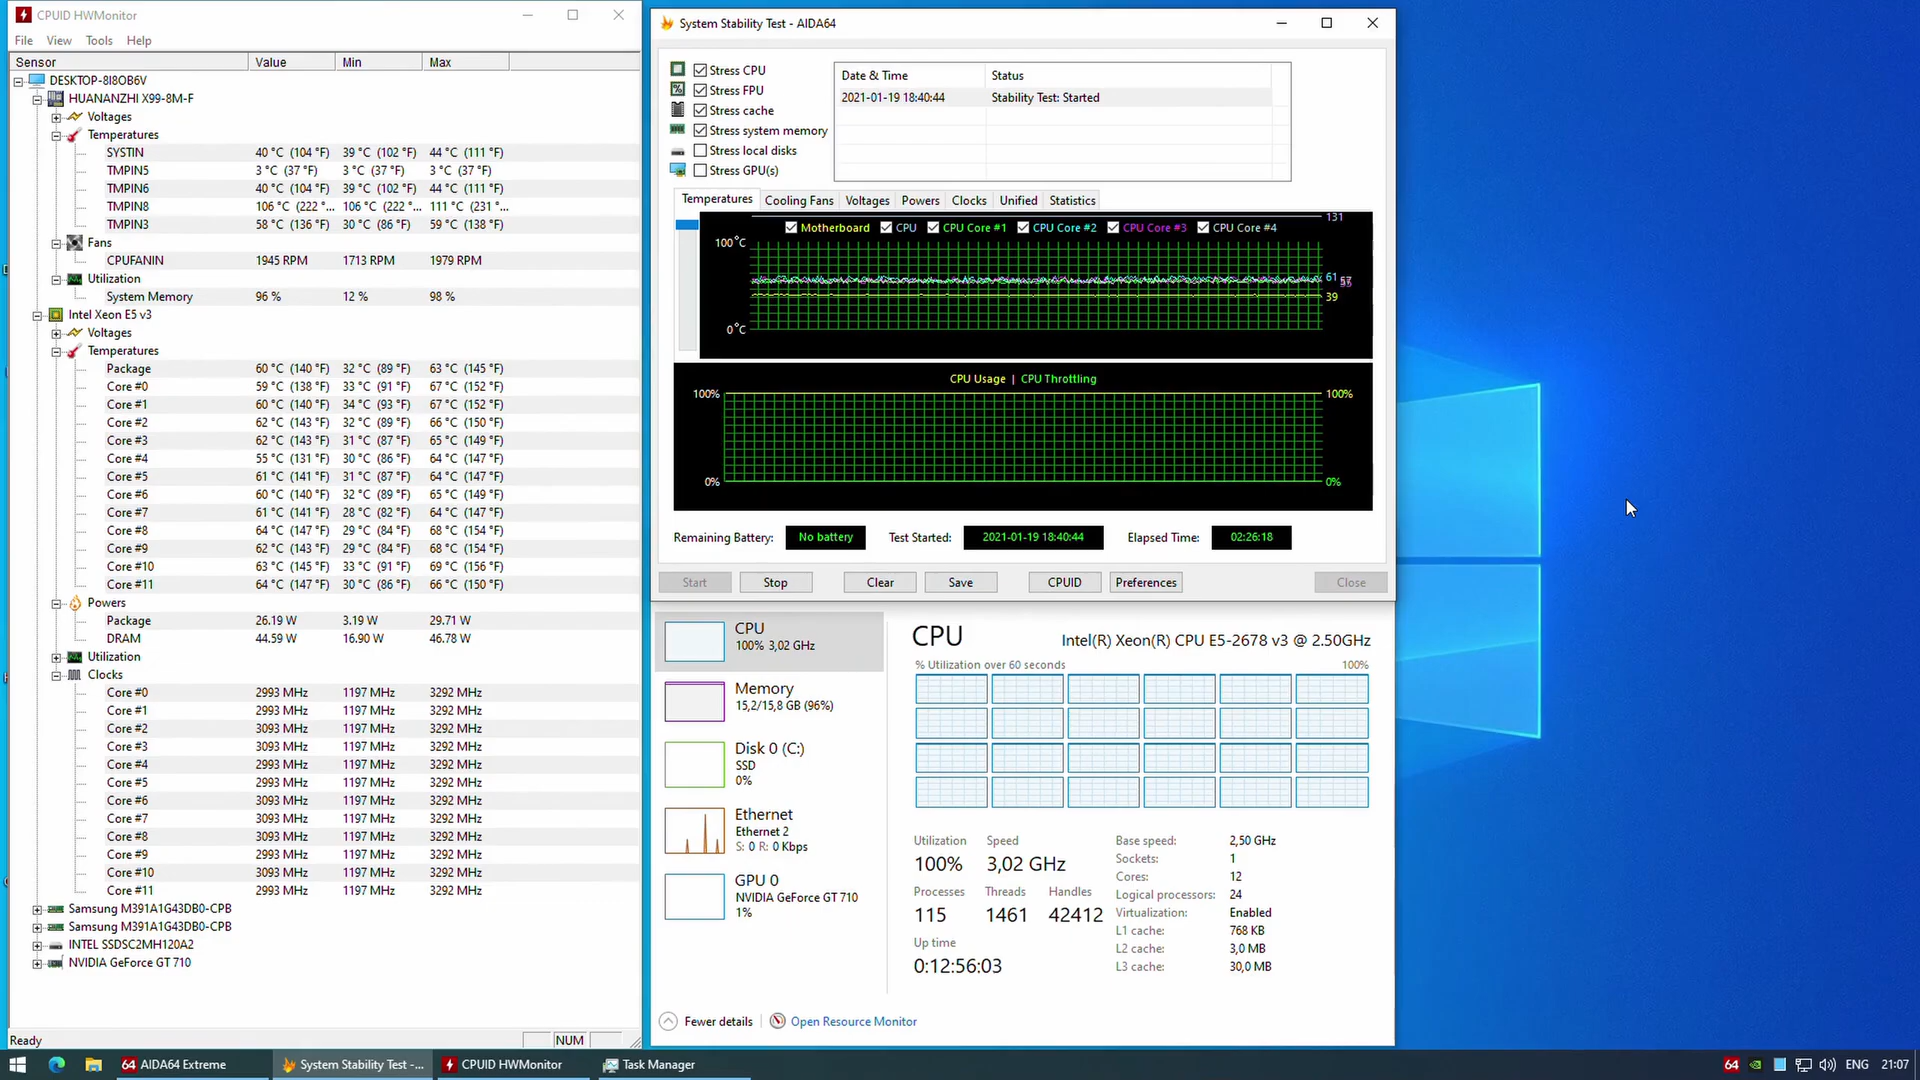 CPUID HWMonitor
File View Tools Help
Sensor Value Min Max
DESKTOP-8I8OB6V
HUANANZHI X99-8M-F
Voltages
Temperatures
SYSTIN 40 °C (104 °F) 39 °C (102 °F) 44 °C (111 °F)
TMPIN5 3 °C (37 °F) 3 °C (37 °F) 3 °C (37 °F)
TMPIN6 40 °C (104 °F) 39 °C (102 °F) 44 °C (111 °F)
TMPIN8 106 °C (222 °... 106 °C (222 °... 111 °C (231 °...
TMPIN3 58 °C (136 °F) 30 °C (86 °F) 59 °C (138 °F)
Fans
CPUFANIN 1945 RPM 1713 RPM 1979 RPM
Utilization
System Memory 96 % 12 % 98 %
Intel Xeon E5 v3
Voltages
Temperatures
Package 60 °C (140 °F) 32 °C (89 °F) 63 °C (145 °F)
Core #0 59 °C (138 °F) 33 °C (91 °F) 67 °C (152 °F)
Core #1 60 °C (140 °F) 34 °C (93 °F) 67 °C (152 °F)
Core #2 62 °C (143 °F) 32 °C (89 °F) 66 °C (150 °F)
Core #3 62 °C (143 °F) 31 °C (87 °F) 65 °C (149 °F)
Core #4 55 °C (131 °F) 30 °C (86 °F) 64 °C (147 °F)
Core #5 61 °C (141 °F) 31 °C (87 °F) 64 °C (147 °F)
Core #6 60 °C (140 °F) 32 °C (89 °F) 65 °C (149 °F)
Core #7 61 °C (141 °F) 28 °C (82 °F) 64 °C (147 °F)
Core #8 64 °C (147 °F) 29 °C (84 °F) 68 °C (154 °F)
Core #9 62 °C (143 °F) 29 °C (84 °F) 68 °C (154 °F)
Core #10 63 °C (145 °F) 33 °C (91 °F) 69 °C (156 °F)
Core #11 64 °C (147 °F) 30 °C (86 °F) 66 °C (150 °F)
Powers
Package 26.19 W 3.19 W 29.71 W
DRAM 44.59 W 16.90 W 46.78 W
Utilization
Clocks
Core #0 2993 MHz 1197 MHz 3292 MHz
Core #1 2993 MHz 1197 MHz 3292 MHz
Core #2 3093 MHz 1197 MHz 3292 MHz
Core #3 2993 MHz 1197 MHz 3292 MHz
Core #4 2993 MHz 1197 MHz 3292 MHz
Core #5 2993 MHz 1197 MHz 3292 MHz
Core #6 3093 MHz 1197 MHz 3292 MHz
Core #7 3093 MHz 1197 MHz 3292 MHz
Core #8 3093 MHz 1197 MHz 3292 MHz
Core #9 2993 MHz 1197 MHz 3292 MHz
Core #10 3093 MHz 1197 MHz 3292 MHz
Core #11 2993 MHz 1197 MHz 3292 MHz
Samsung M391A1G43DB0-CPB
Samsung M391A1G43DB0-CPB
INTEL SSDSC2MH120A2
NVIDIA GeForce GT 710
Ready NUM
System Stability Test - AIDA64
Stress CPU
Stress FPU
Stress cache
Stress system memory
Stress local disks
Stress GPU(s)
Date & Time Status
2021-01-19 18:40:44 Stability Test: Started
Temperatures Cooling Fans Voltages Powers Clocks Unified Statistics
131
Motherboard CPU CPU Core #1 CPU Core #2 CPU Core #3 CPU Core #4
100°C
61
39
0°C
CPU Usage | CPU Throttling
100% 100%
0% 0%
Remaining Battery: No battery Test Started: 2021-01-19 18:40:44 Elapsed Time: 02:26:18
Start Stop Clear Save CPUID Preferences Close
CPU
100% 3,02 GHz
Memory
15,2/15,8 GB (96%)
Disk 0 (C:)
SSD
0%
Ethernet
Ethernet 2
S: 0 R: 0 Kbps
GPU 0
NVIDIA GeForce GT 710
1%
CPU Intel(R) Xeon(R) CPU E5-2678 v3 @ 2.50GHz
% Utilization over 60 seconds 100%
Utilization Speed
100% 3,02 GHz
Processes Threads Handles
115 1461 42412
Up time
0:12:56:03
Base speed: 2,50 GHz
Sockets: 1
Cores: 12
Logical processors: 24
Virtualization: Enabled
L1 cache: 768 KB
L2 cache: 3,0 MB
L3 cache: 30,0 MB
Fewer details Open Resource Monitor
64 AIDA64 Extreme System Stability Test -... CPUID HWMonitor Task Manager 64 ENG 21:07